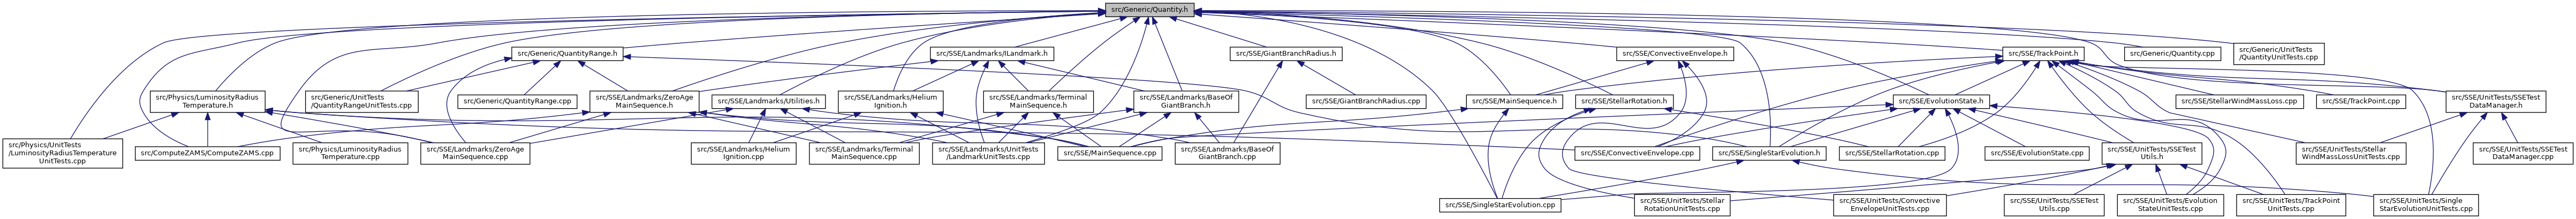 src/Generic/Quantity.h
src/Generic/QuantityRange.h
src/SSE/Landmarks/ILandmark.h
src/SSE/GiantBranchRadius.h
src/SSE/ConvectiveEnvelope.h
src/SSE/TrackPoint.h
src/Generic/Quantity.cpp
src/Generic/UnitTests
/QuantityUnitTests.cpp
src/Physics/LuminosityRadius
Temperature.h
src/Generic/UnitTests
/QuantityRangeUnitTests.cpp
src/Generic/QuantityRange.cpp
src/SSE/Landmarks/ZeroAge
MainSequence.h
src/SSE/Landmarks/Utilities.h
src/SSE/Landmarks/Helium
Ignition.h
src/SSE/Landmarks/Terminal
MainSequence.h
src/SSE/Landmarks/BaseOf
GiantBranch.h
src/SSE/GiantBranchRadius.cpp
src/SSE/MainSequence.h
src/SSE/StellarRotation.h
src/SSE/EvolutionState.h
src/SSE/StellarWindMassLoss.cpp
src/SSE/TrackPoint.cpp
src/SSE/UnitTests/SSETest
DataManager.h
src/Physics/UnitTests
/LuminosityRadiusTemperature
UnitTests.cpp
src/ComputeZAMS/ComputeZAMS.cpp
src/Physics/LuminosityRadius
Temperature.cpp
src/SSE/Landmarks/ZeroAge
MainSequence.cpp
src/SSE/Landmarks/Helium
Ignition.cpp
src/SSE/Landmarks/Terminal
MainSequence.cpp
src/SSE/Landmarks/UnitTests
/LandmarkUnitTests.cpp
src/SSE/MainSequence.cpp
src/SSE/Landmarks/BaseOf
GiantBranch.cpp
src/SSE/ConvectiveEnvelope.cpp
src/SSE/SingleStarEvolution.h
src/SSE/StellarRotation.cpp
src/SSE/EvolutionState.cpp
src/SSE/UnitTests/SSETest
Utils.h
src/SSE/UnitTests/Stellar
WindMassLossUnitTests.cpp
src/SSE/UnitTests/SSETest
DataManager.cpp
src/SSE/SingleStarEvolution.cpp
src/SSE/UnitTests/Stellar
RotationUnitTests.cpp
src/SSE/UnitTests/Convective
EnvelopeUnitTests.cpp
src/SSE/UnitTests/SSETest
Utils.cpp
src/SSE/UnitTests/Evolution
StateUnitTests.cpp
src/SSE/UnitTests/TrackPoint
UnitTests.cpp
src/SSE/UnitTests/Single
StarEvolutionUnitTests.cpp